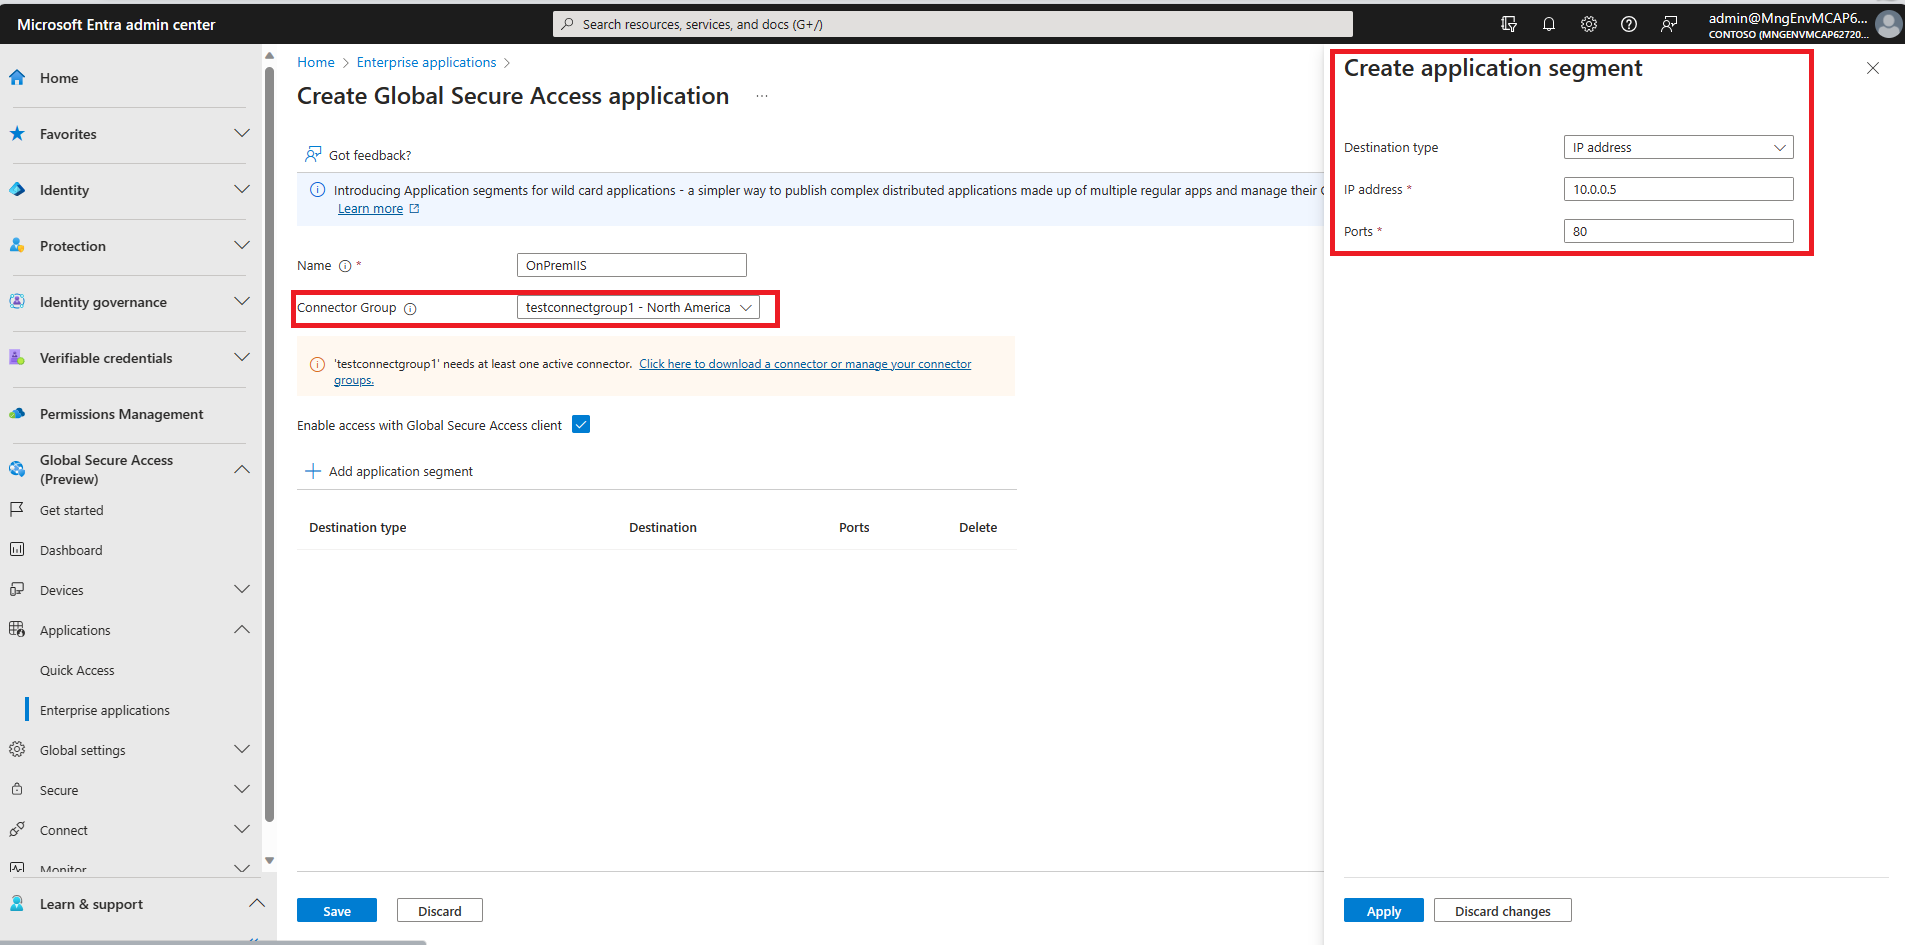 Microsoft Entra admin center
Search resources, services, and docs (G+/)
admin@MngEnvMCAP6...
CONTOSO (MNGENVMCAP62720...
Home
Favorites
Identity
Protection
Identity governance
Verifiable credentials
Permissions Management
Global Secure Access
(Preview)
Get started
Dashboard
Devices
Applications
Quick Access
Enterprise applications
Global settings
Secure
Connect
Monitor
Learn & support
Home > Enterprise applications >
Create Global Secure Access application ...
Got feedback?
Introducing Application segments for wild card applications - a simpler way to publish complex distributed applications made up of multiple regular apps and manage their
Learn more
Name *
OnPremIIS
Connector Group
testconnectgroup1 - North America
'testconnectgroup1' needs at least one active connector. Click here to download a connector or manage your connector
groups.
Enable access with Global Secure Access client
Add application segment
Destination type Destination Ports Delete
Save Discard
Create application segment
Destination type
IP address
IP address *
10.0.0.5
Ports *
80
Apply Discard changes